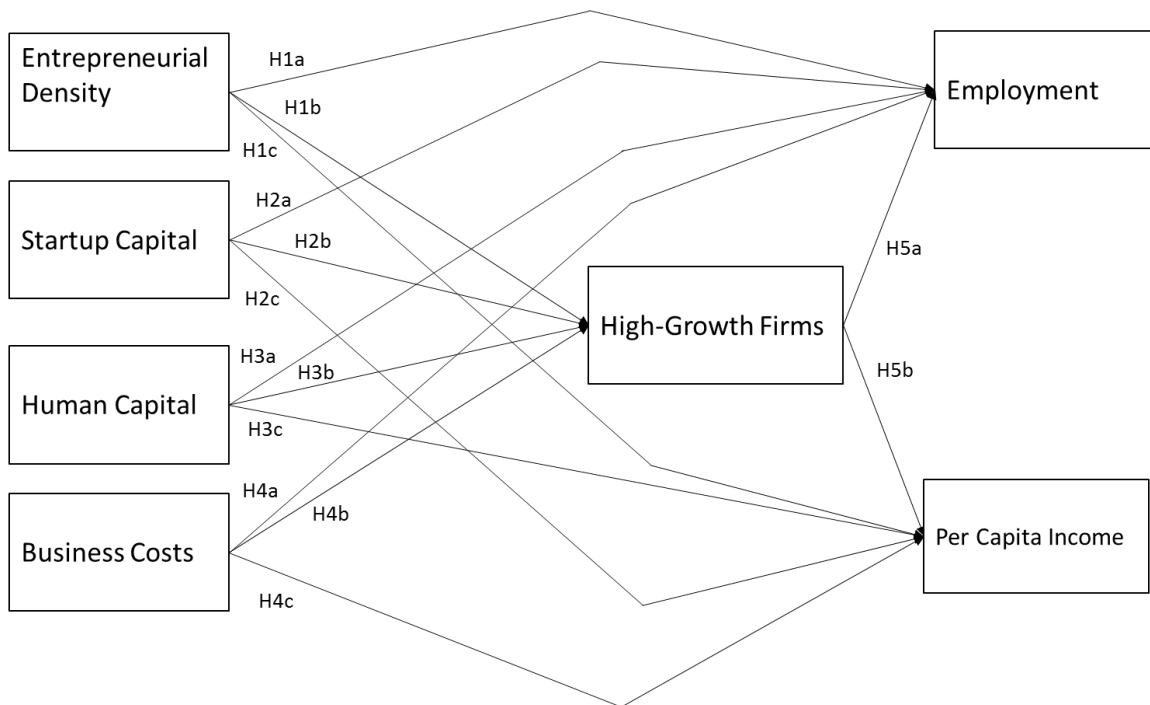 Entrepreneurial
Density
H1a
H1b
H1c
Employment
Startup Capital
H2a
H2b
H2c
High-Growth Firms
H5a
H5b
Human Capital
H3a
H3b
H3c
Business Costs
H4a
H4b
H4c
Per Capita Income